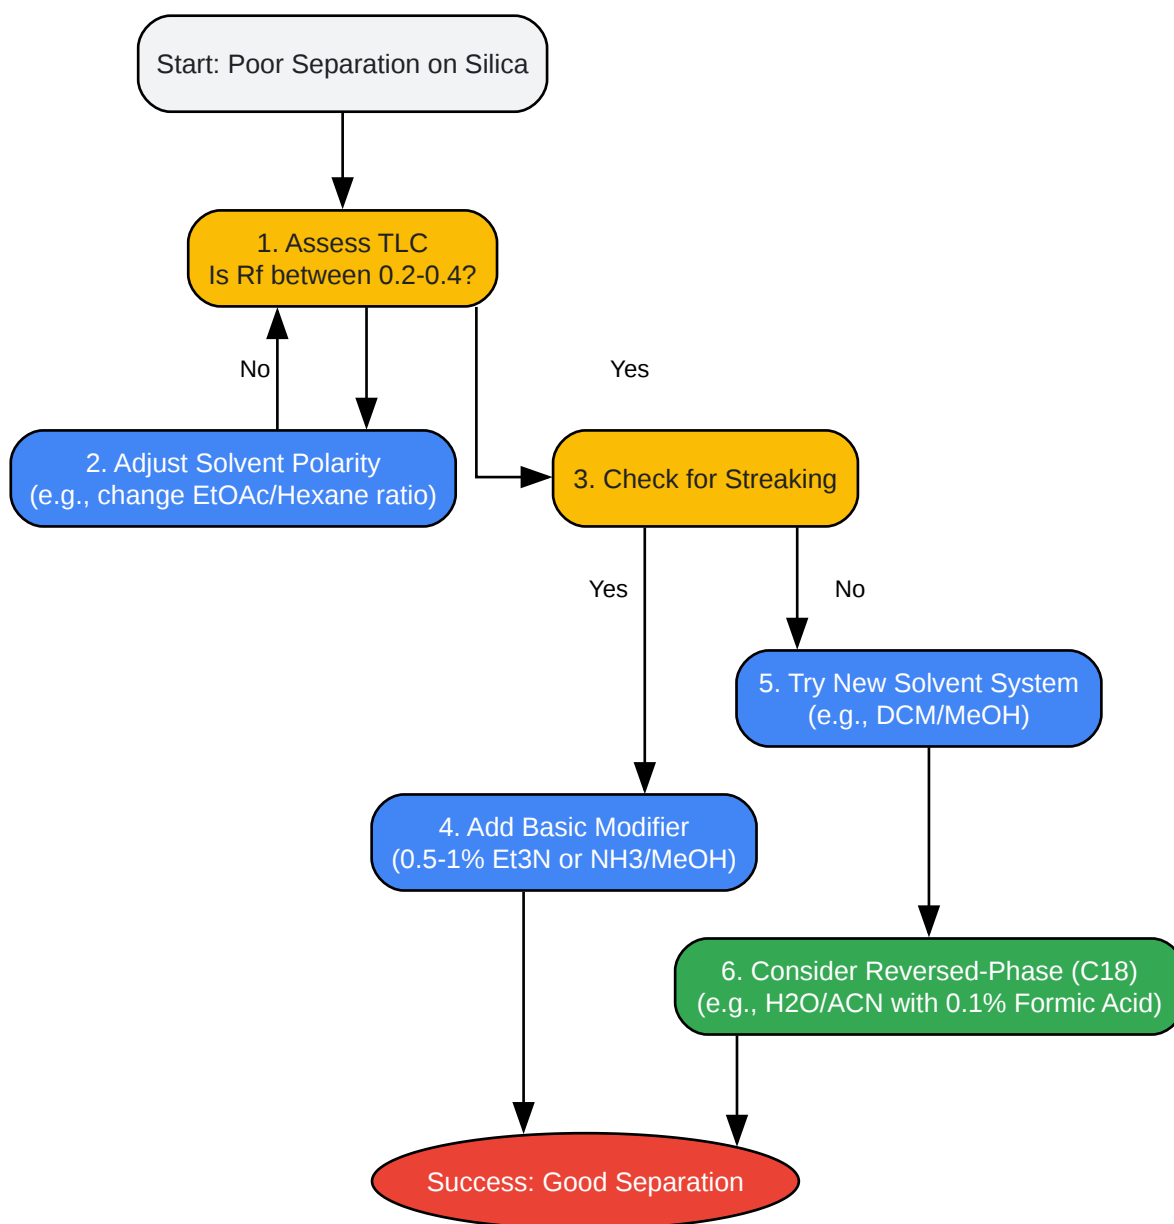 Start: Poor Separation on Silica
1. Assess TLC
Is Rf between 0.2-0.4?
No
Yes
2. Adjust Solvent Polarity
(e.g., change EtOAc/Hexane ratio)
3. Check for Streaking
Yes
No
5. Try New Solvent System
(e.g., DCM/MeOH)
4. Add Basic Modifier
(0.5-1% Et3N or NH3/MeOH)
6. Consider Reversed-Phase (C18)
(e.g., H2O/ACN with 0.1% Formic Acid)
Success: Good Separation